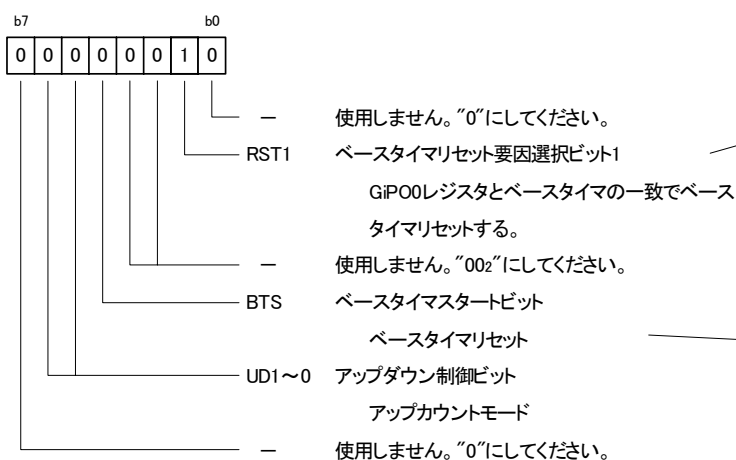 b7 b0
0 0 0 0 0 0 1 0
— 使用しません。"0"にしてください。
RST1 ベースタイマリセット要因選択ビット1
GiPO0レジスタとベースタイマの一致でベース
タイマリセットする。
— 使用しません。"00₂"にしてください。
BTS ベースタイマスタートビット
ベースタイマリセット
UD1～0 アップダウン制御ビット
アップカウントモード
— 使用しません。"0"にしてください。